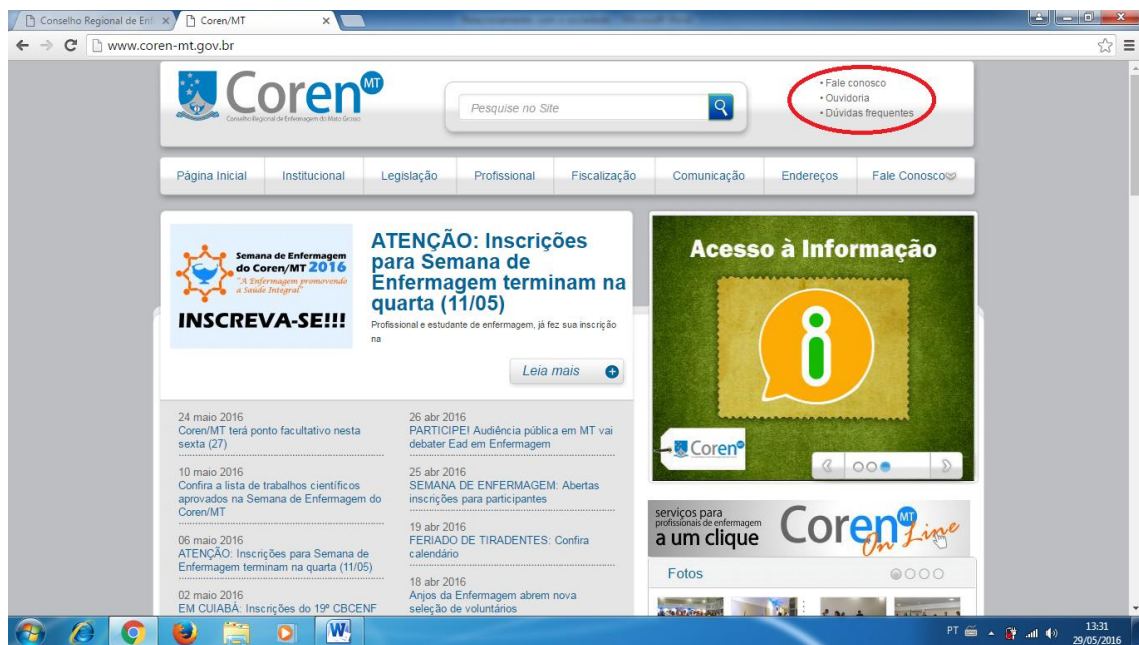 Conselho Regional de Enf
Coren/MT
www.coren-mt.gov.br
Coren MT
Conselho Regional de Enfermagem do Mato Grosso
Pesquise no Site
• Fale conosco
• Ouvidoria
• Dúvidas frequentes
Página Inicial
Institucional
Legislação
Profissional
Fiscalização
Comunicação
Endereços
Fale Conosco
Semana de Enfermagem
do Coren/MT 2016
"A Enfermagem promovendo
a Saúde Integral"
INSCREVA-SE!!!
ATENÇÃO: Inscrições
para Semana de
Enfermagem terminam na
quarta (11/05)
Profissional e estudante de enfermagem, já fez sua inscrição
na
Leia mais
24 maio 2016
Coren/MT terá ponto facultativo nesta
sexta (27)
10 maio 2016
Confira a lista de trabalhos científicos
aprovados na Semana de Enfermagem do
Coren/MT
06 maio 2016
ATENÇÃO: Inscrições para Semana de
Enfermagem terminam na quarta (11/05)
02 maio 2016
EM CUIABÁ: Inscrições do 19º CBCENF
26 abr 2016
PARTICIPE! Audiência pública em MT vai
debater Ead em Enfermagem
25 abr 2016
SEMANA DE ENFERMAGEM: Abertas
inscrições para participantes
19 abr 2016
FERIADO DE TIRADENTES: Confira
calendário
18 abr 2016
Anjos da Enfermagem abrem nova
seleção de voluntários
Acesso à Informação
Coren
serviços para
profissionais de enfermagem
a um clique
Coren MT
On Line
Fotos
PT
13:31
29/05/2016